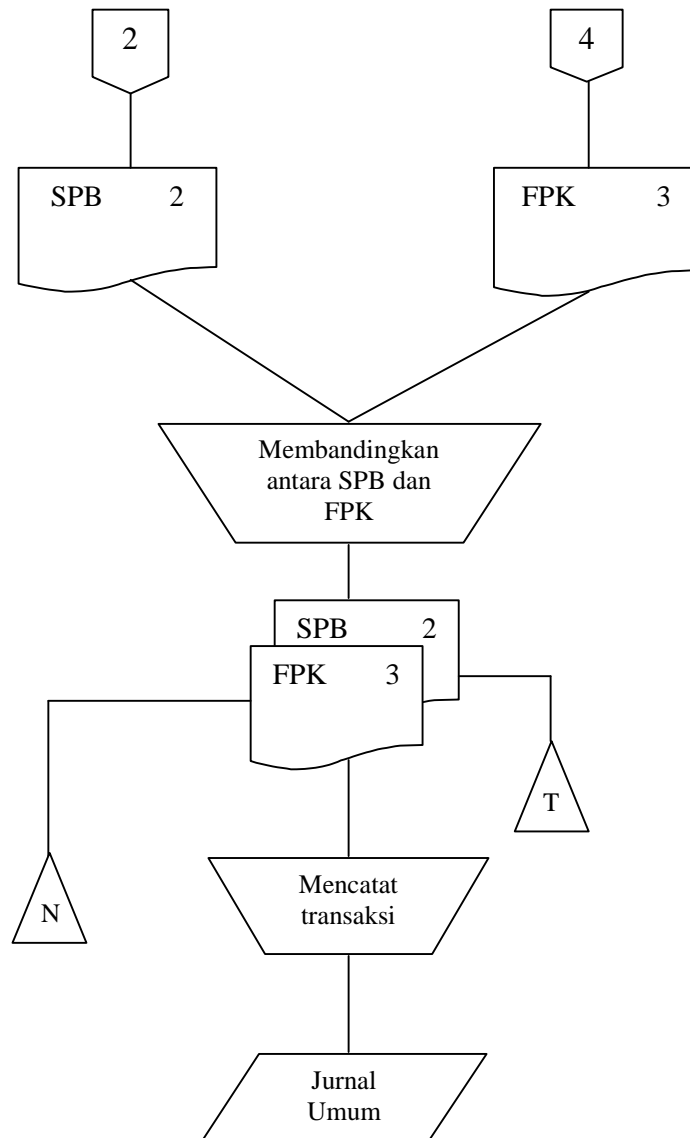 2
4
SPB 2
FPK 3
Membandingkan
antara SPB dan
FPK
SPB 2
FPK 3
T
N
Mencatat
transaksi
Jurnal
Umum